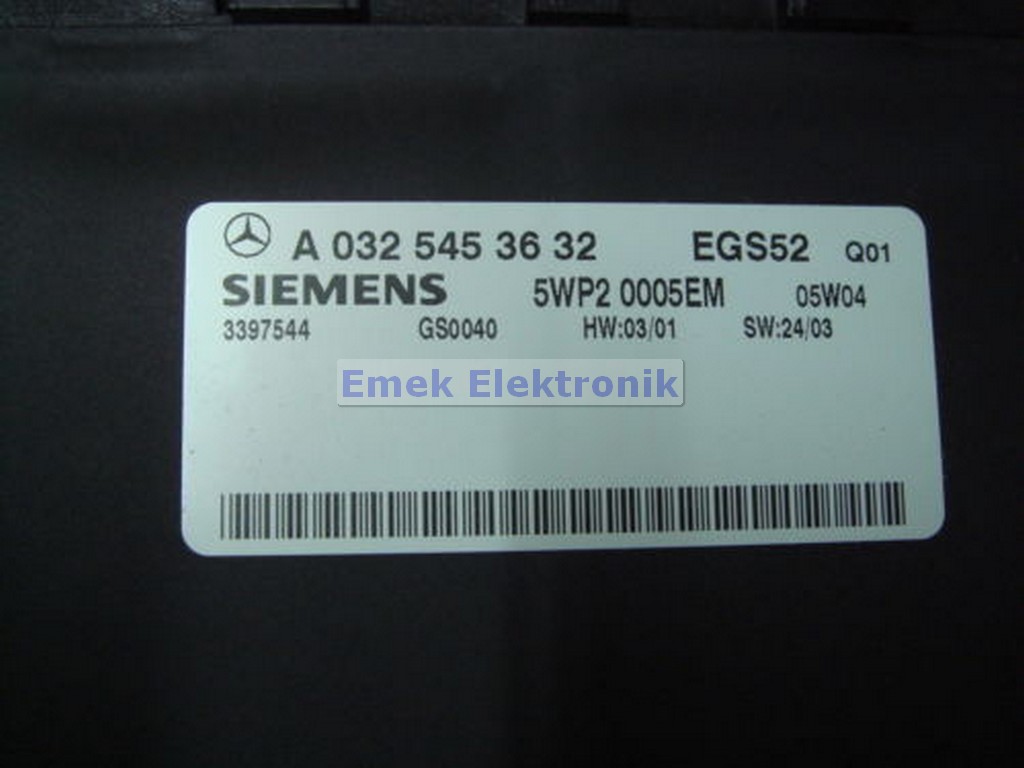 A 032 545 36 32 EGS52 Q01
SIEMENS 5WP2 0005EM 05W04
3397544 GS0040 HW:03/01 SW:24/03
Emek Elektronik